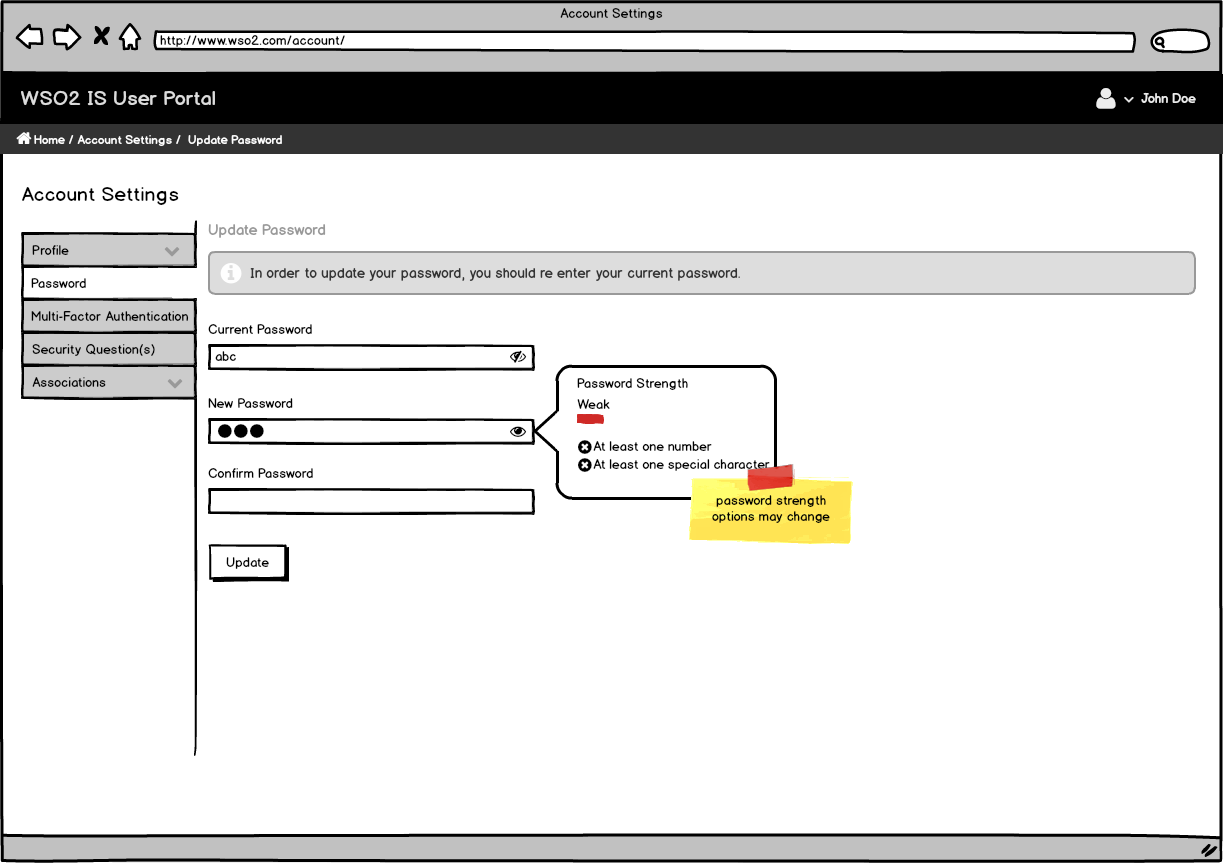 Account Settings
http://www.wso2.com/account/
WSO2 IS User Portal
John Doe
Home / Account Settings / Update Password
Account Settings
Profile
Password
Multi-Factor Authentication
Security Question(s)
Associations
Update Password
In order to update your password, you should re enter your current password.
Current Password
abc
New Password
Confirm Password
Update
Password Strength
Weak
At least one number
At least one special character
password strength
options may change